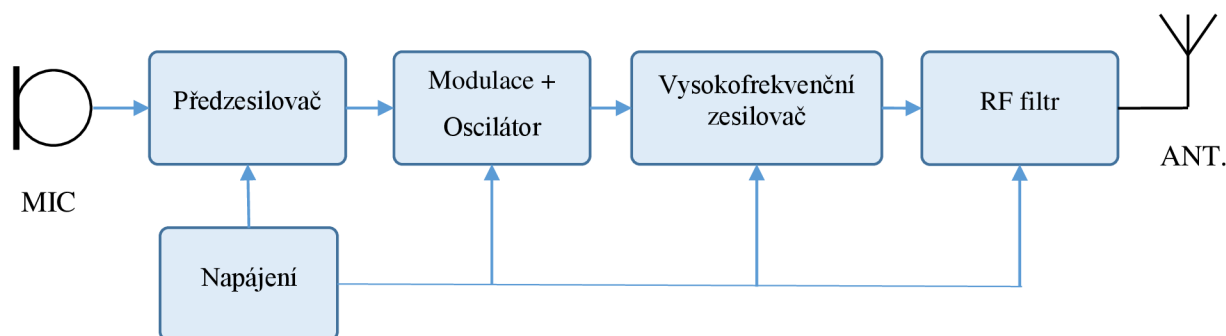 Předzesilovač
Modulace +
Oscilátor
Vysokofrekvenční
zesilovač
RF filtr
ANT.
MIC
Napájení